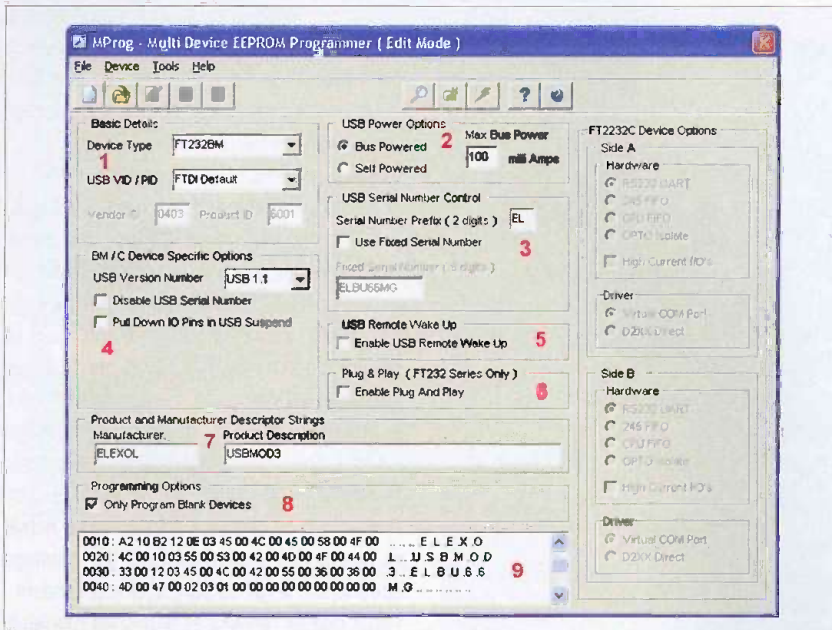 MProg - Multi Device EEPROM Programmer ( Edit Mode )
File Device Tools Help
Basic Details
Device Type FT232BM
1
USB VID / PID FTDI Default
Vendor ID 0403 Product ID 6001
BM / C Device Specific Options
USB Version Number USB 1.1
Disable USB Serial Number
Pull Down IO Pins in USB Suspend
4
USB Power Options
Bus Powered 2 Max Bus Power
Self Powered 100 milli Amps
USB Serial Number Control
Serial Number Prefix ( 2 digits ) EL
Use Fixed Serial Number 3
Fixed Serial Number ( 8 digits )
ELBU66MG
USB Remote Wake Up
Enable USB Remote Wake Up 5
Plug & Play ( FT232 Series Only )
Enable Plug And Play 6
Product and Manufacturer Descriptor Strings
Manufacturer. 7 Product Description
ELEXOL USBMOD3
Programming Options
Only Program Blank Devices 8
0010 : A2 10 B2 12 0E 03 45 00 4C 00 45 00 58 00 4F 00 ......E.L.E.X.O
0020 : 4C 00 10 03 55 00 53 00 42 00 4D 00 4F 00 44 00 L...U.S.B.M.O.D
0030 : 33 00 12 03 45 00 4C 00 42 00 55 00 36 00 36 00 .3...E.L.B.U.6.6
0040 : 4D 00 47 00 02 03 01 00 00 00 00 00 00 00 00 00 M.G............
9
FT2232C Device Options
Side A
Hardware
RS232 UART
245 FIFO
CPU FIFO
OPTO Isolate
High Current I/O's
Driver
Virtual COM Port
D2XX Direct
Side B
Hardware
RS232 UART
245 FIFO
CPU FIFO
OPTO Isolate
High Current I/O's
Driver
Virtual COM Port
D2XX Direct